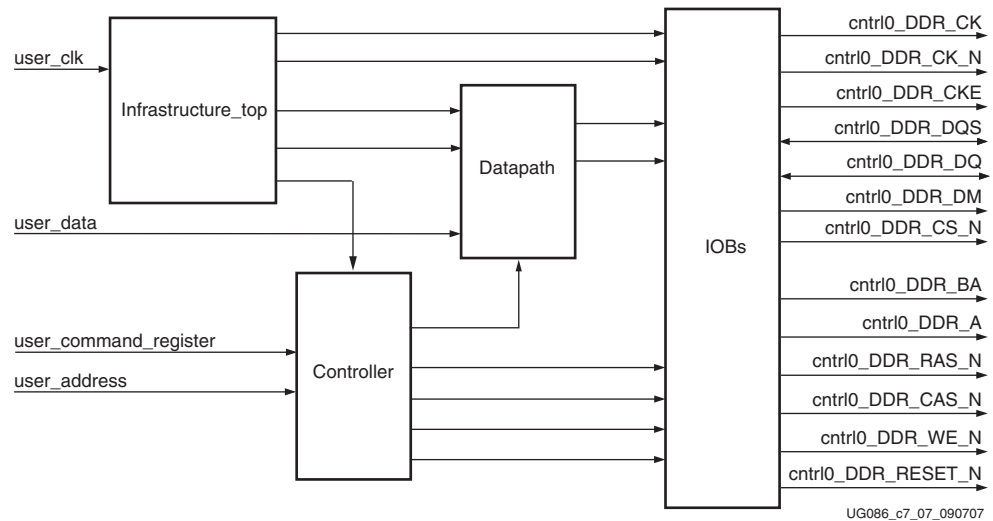 user_clk
Infrastructure_top
user_data
Datapath
user_command_register
user_address
Controller
IOBs
cntrl0_DDR_CK
cntrl0_DDR_CK_N
cntrl0_DDR_CKE
cntrl0_DDR_DQS
cntrl0_DDR_DQ
cntrl0_DDR_DM
cntrl0_DDR_CS_N
cntrl0_DDR_BA
cntrl0_DDR_A
cntrl0_DDR_RAS_N
cntrl0_DDR_CAS_N
cntrl0_DDR_WE_N
cntrl0_DDR_RESET_N
UG086_c7_07_090707